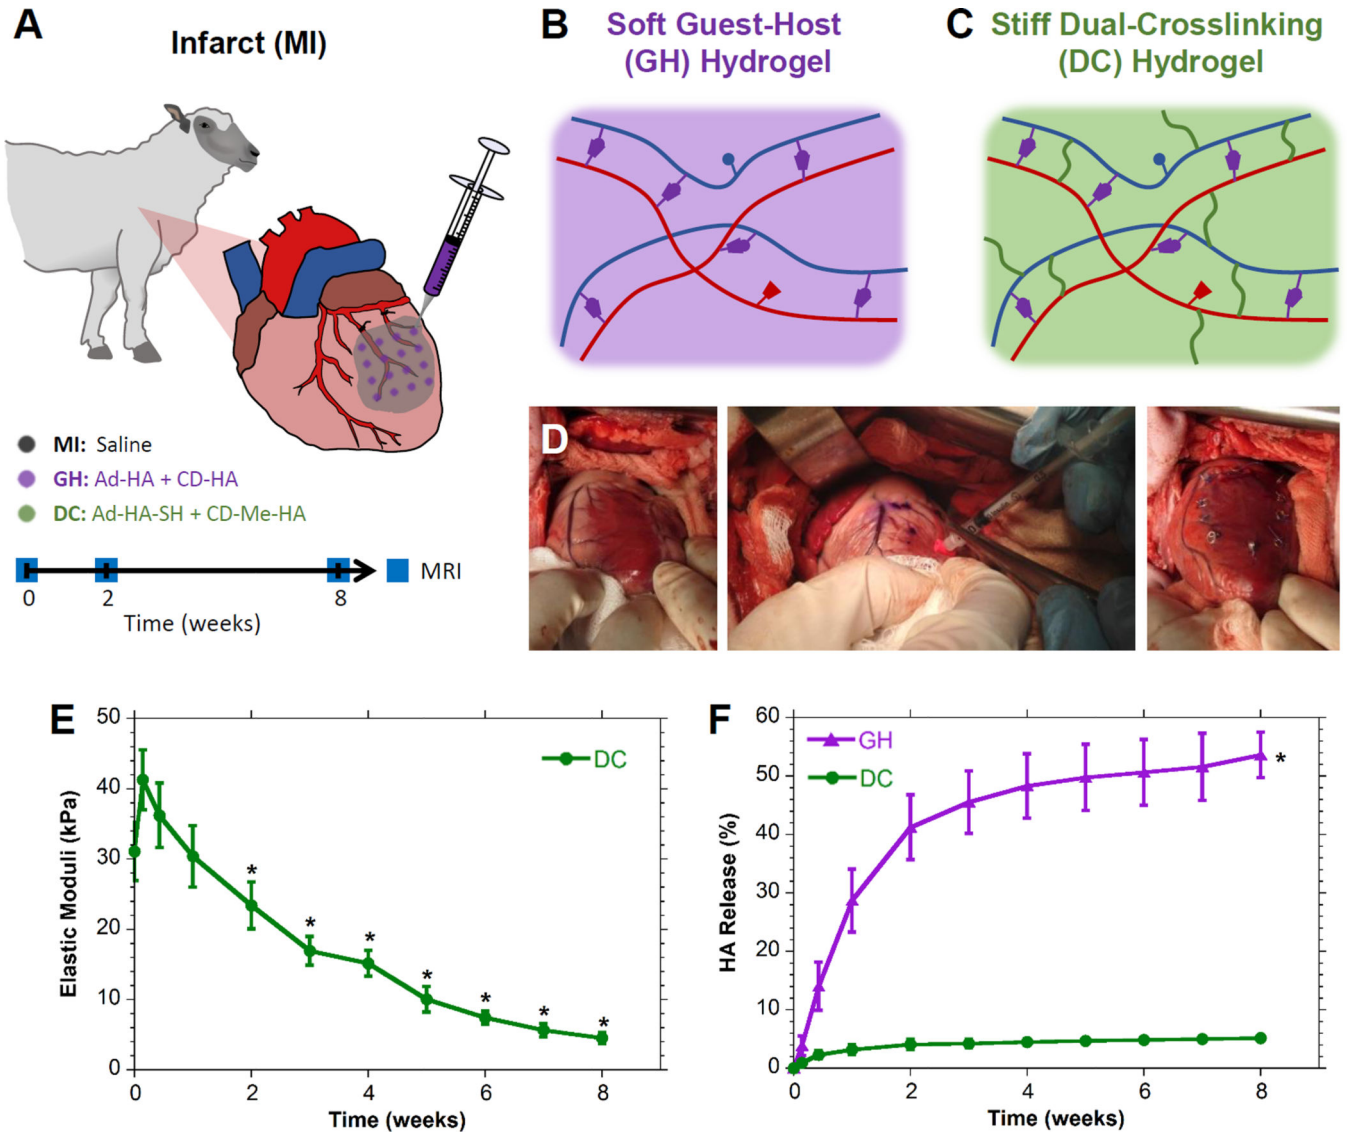 A
Infarct (MI)
MI: Saline
GH: Ad-HA + CD-HA
DC: Ad-HA-SH + CD-Me-HA
MRI
0 2 8
Time (weeks)
B
Soft Guest-Host
(GH) Hydrogel
C
Stiff Dual-Crosslinking
(DC) Hydrogel
D
E
50
40
30
20
10
0
Elastic Moduli (kPa)
DC
*
*
*
*
*
*
*
0 2 4 6 8
Time (weeks)
F
60
50
40
30
20
10
0
HA Release (%)
GH
DC
*
0 2 4 6 8
Time (weeks)